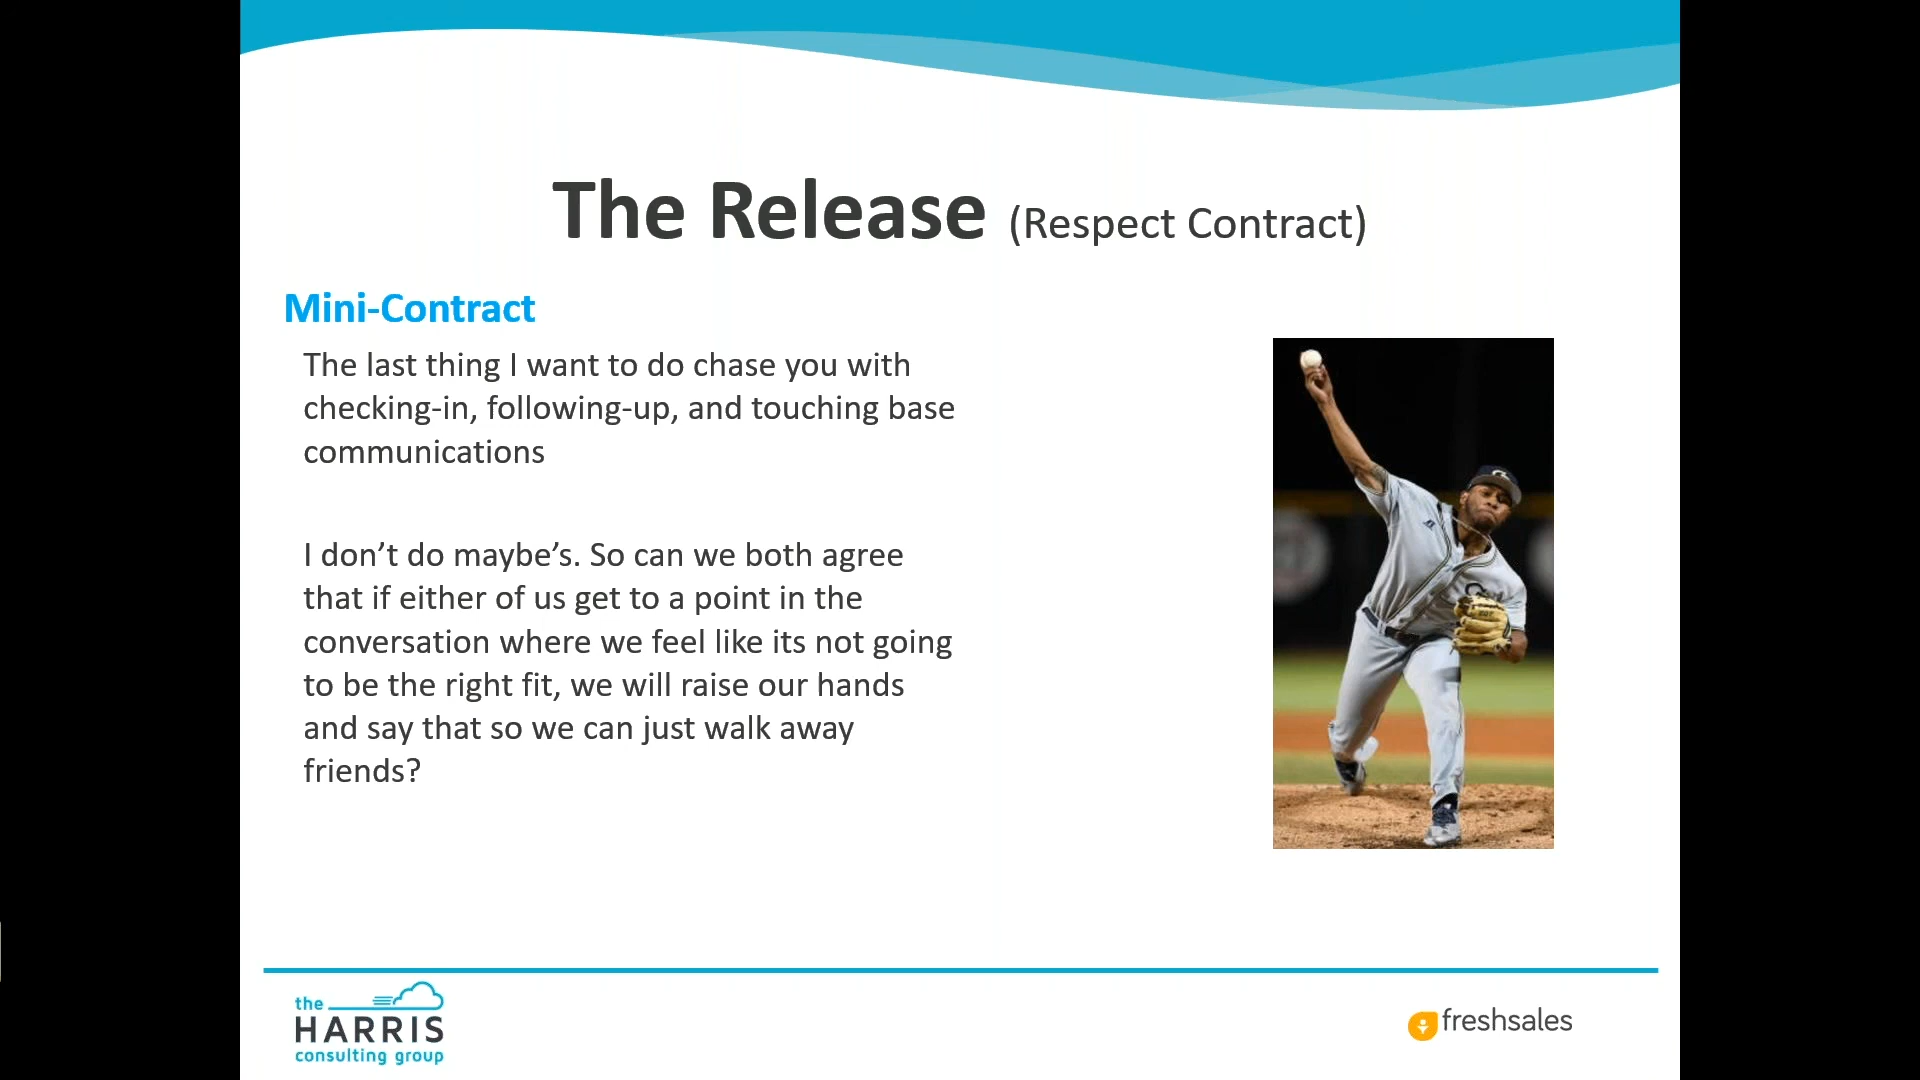 The Release (Respect Contract)
Mini-Contract
The last thing I want to do chase you with
checking-in, following-up, and touching base
communications
I don’t do maybe’s. So can we both agree
that if either of us get to a point in the
conversation where we feel like its not going
to be the right fit, we will raise our hands
and say that so we can just walk away
friends?
the
HARRIS
consulting group
freshsales